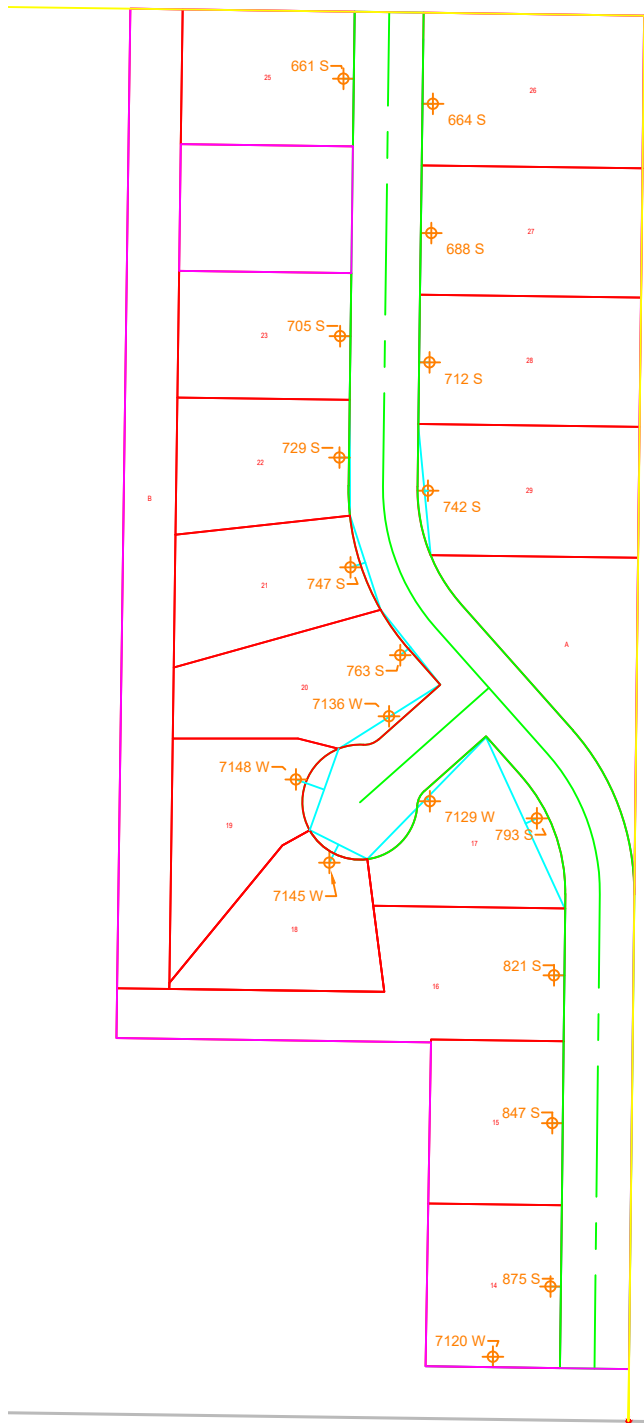 661 S
25
26
664 S
27
688 S
705 S
23
28
712 S
729 S
22
B
29
742 S
747 S
21
A
763 S
20
7136 W
7148 W
7129 W
793 S
17
19
7145 W
18
821 S
16
847 S
15
875 S
14
7120 W